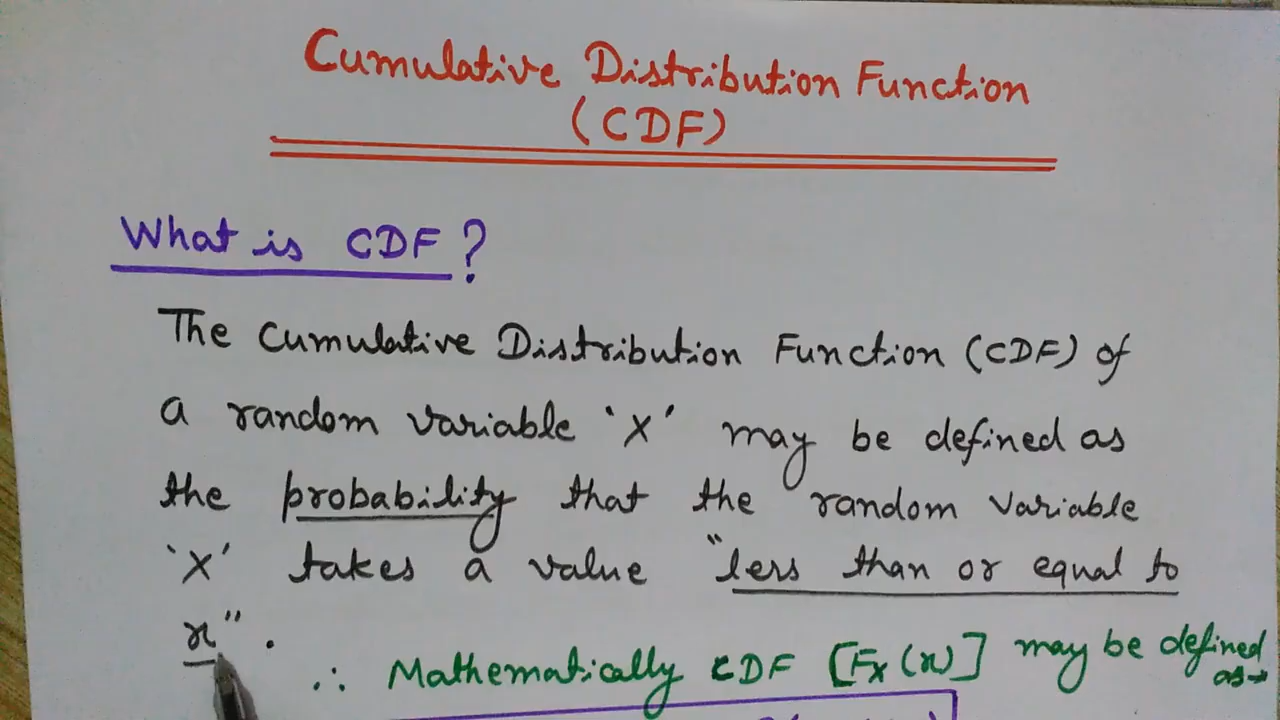 Cumulative Distribution Function
(CDF)
What is CDF?
The Cumulative Distribution Function (CDF) of
a random variable 'X' may be defined as
the probability that the random variable
'X' takes a value "less than or equal to
x".
∴ Mathematically CDF [Fx(x)] may be defined
as→